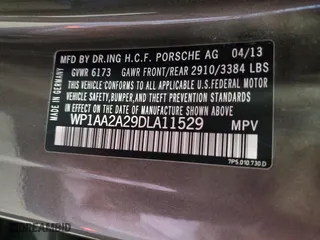 MFD. BY DR.ING H.C.F. PORSCHE AG 04/13
MADE IN GERMANY
GVWR 6173 GAWR FRONT/REAR 2910/3384 LBS
THIS VEHICLE CONFORMS TO ALL APPLICABLE
U.S. FEDERAL MOTOR VEHICLE SAFETY AND
THEFT PREVENTION STANDARDS IN EFFECT ON
THE DATE OF MANUFACTURE SHOWN ABOVE.
WP1AA2A29DLA11529 MPV
7P5.010.730.D